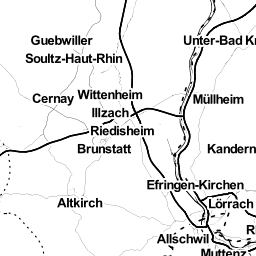 Guebwiller
Unter-Bad Kr
Soultz-Haut-Rhin
Cernay
Wittenheim
Müllheim
Illzach
Riedisheim
Brunstatt
Kandern
Efringen-Kirchen
Altkirch
Lörrach
Allschwil
Muttenz